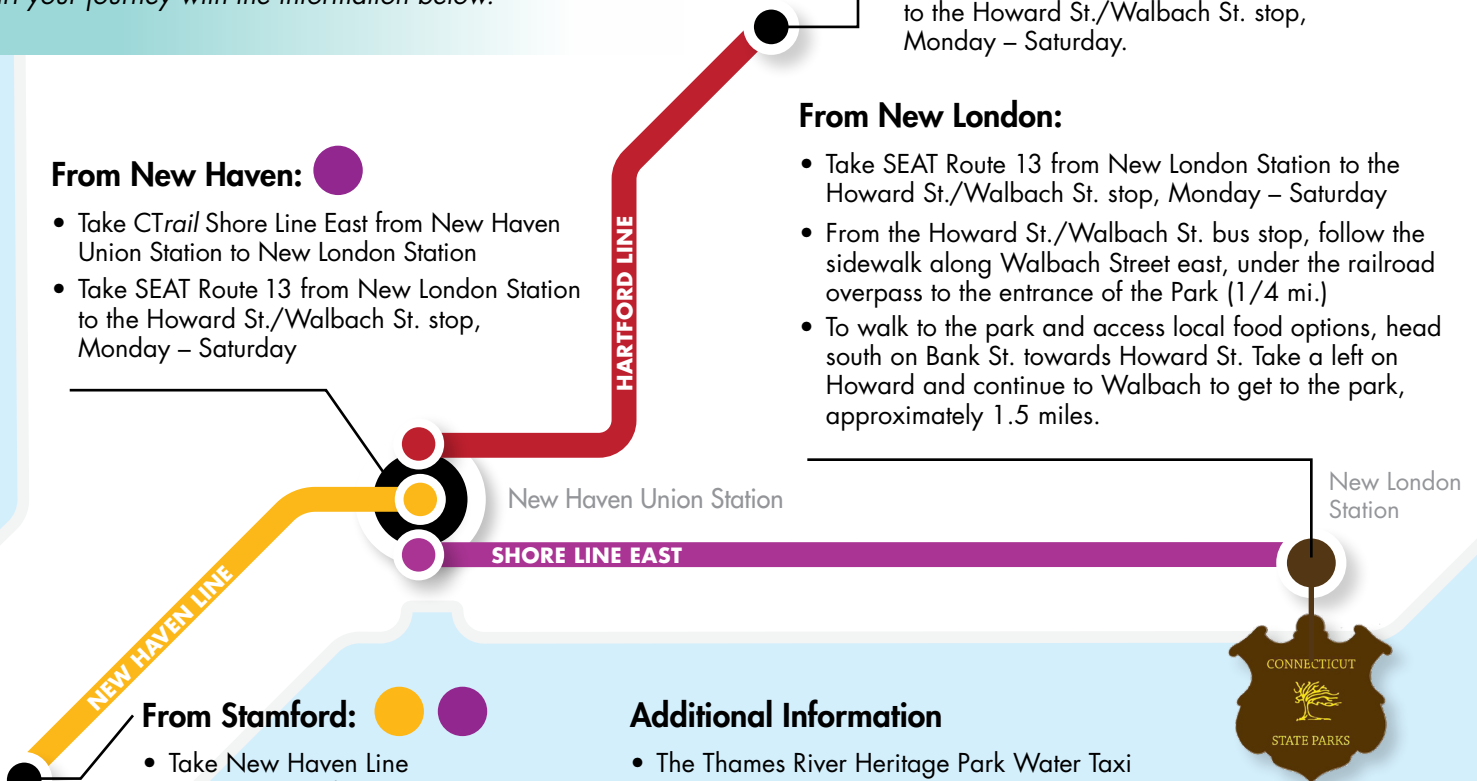 your journey with the information below.
to the Howard St./Walbach St. stop,
Monday – Saturday.
From New London:
• Take SEAT Route 13 from New London Station to the
Howard St./Walbach St. stop, Monday – Saturday
• From the Howard St./Walbach St. bus stop, follow the
sidewalk along Walbach Street east, under the railroad
overpass to the entrance of the Park (1/4 mi.)
• To walk to the park and access local food options, head
south on Bank St. towards Howard St. Take a left on
Howard and continue to Walbach to get to the park,
approximately 1.5 miles.
From New Haven:
• Take CTrail Shore Line East from New Haven
Union Station to New London Station
• Take SEAT Route 13 from New London Station
to the Howard St./Walbach St. stop,
Monday – Saturday
HARTFORD LINE
New Haven Union Station
New London
Station
SHORE LINE EAST
NEW HAVEN LINE
CONNECTICUT
STATE PARKS
From Stamford:
• Take New Haven Line
Additional Information
• The Thames River Heritage Park Water Taxi